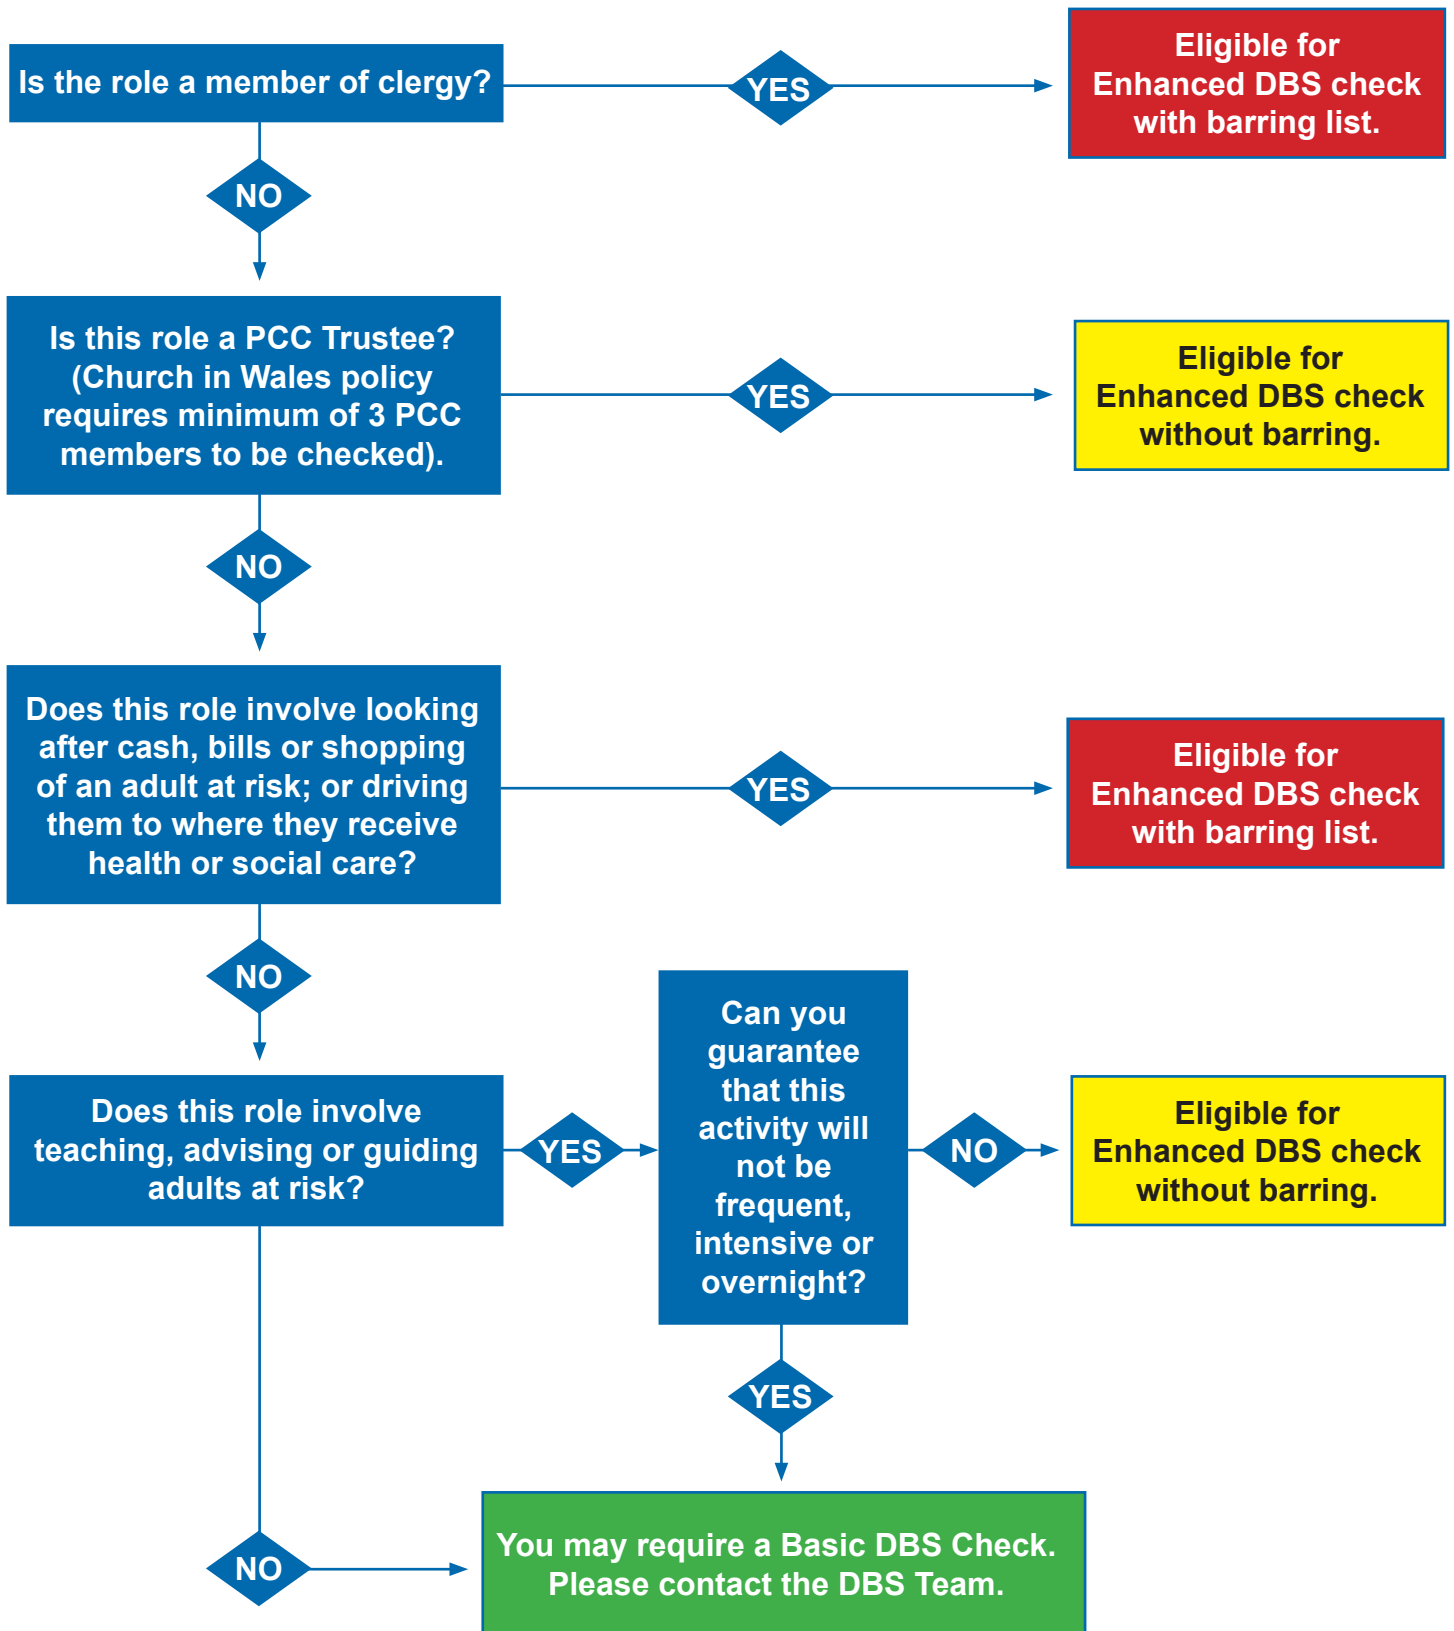 Is the role a member of clergy?
YES
Eligible for
Enhanced DBS check
with barring list.
NO
Is this role a PCC Trustee?
(Church in Wales policy
requires minimum of 3 PCC
members to be checked).
YES
Eligible for
Enhanced DBS check
without barring.
NO
Does this role involve looking
after cash, bills or shopping
of an adult at risk; or driving
them to where they receive
health or social care?
YES
Eligible for
Enhanced DBS check
with barring list.
NO
Does this role involve
teaching, advising or guiding
adults at risk?
YES
Can you
guarantee
that this
activity will
not be
frequent,
intensive or
overnight?
NO
Eligible for
Enhanced DBS check
without barring.
YES
NO
You may require a Basic DBS Check.
Please contact the DBS Team.